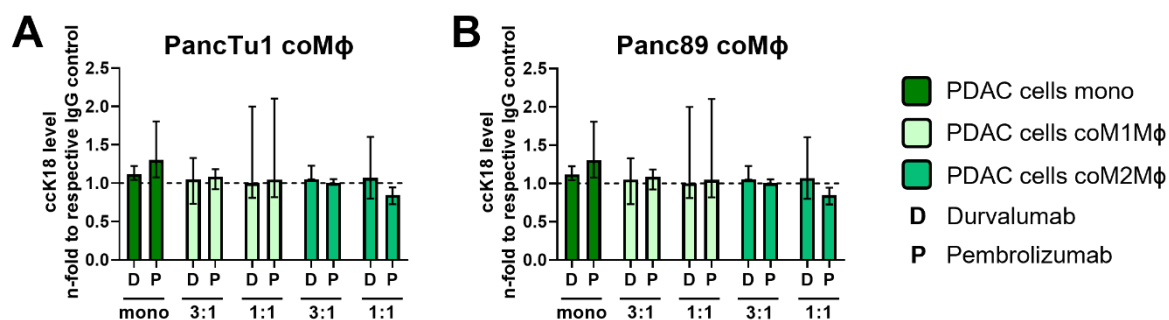 A
PancTu1 coMϕ
ccK18 level
n-fold to respective IgG control
2.5
2.0
1.5
1.0
0.5
0.0
D P D P D P D P D P
mono 3:1 1:1 3:1 1:1
B
Panc89 coMϕ
ccK18 level
n-fold to respective IgG control
2.5
2.0
1.5
1.0
0.5
0.0
D P D P D P D P D P
mono 3:1 1:1 3:1 1:1
PDAC cells mono
PDAC cells coM1Mϕ
PDAC cells coM2Mϕ
D Durvalumab
P Pembrolizumab